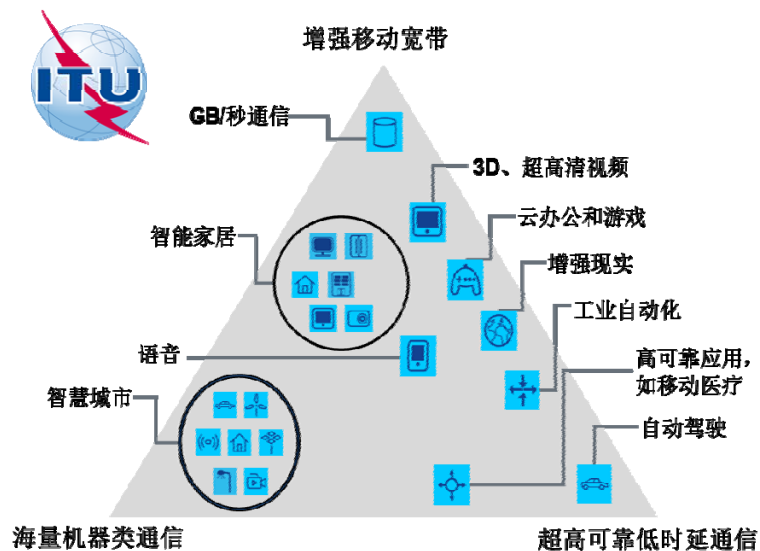 增强移动宽带
ITU
GB/秒通信
3D、超高清视频
云办公和游戏
智能家居
增强现实
工业自动化
语音
高可靠应用，
如移动医疗
智慧城市
自动驾驶
海量机器类通信
超高可靠低时延通信